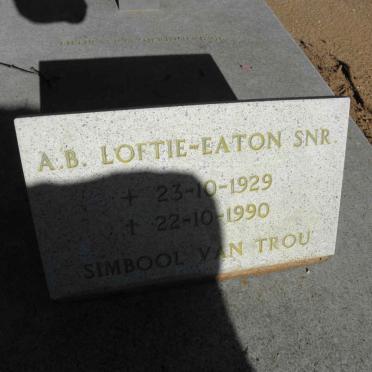 A.B. LOFTIE-EATON SNR.
+ 23-10-1929
† 22-10-1990
SIMBOOL VAN TROU